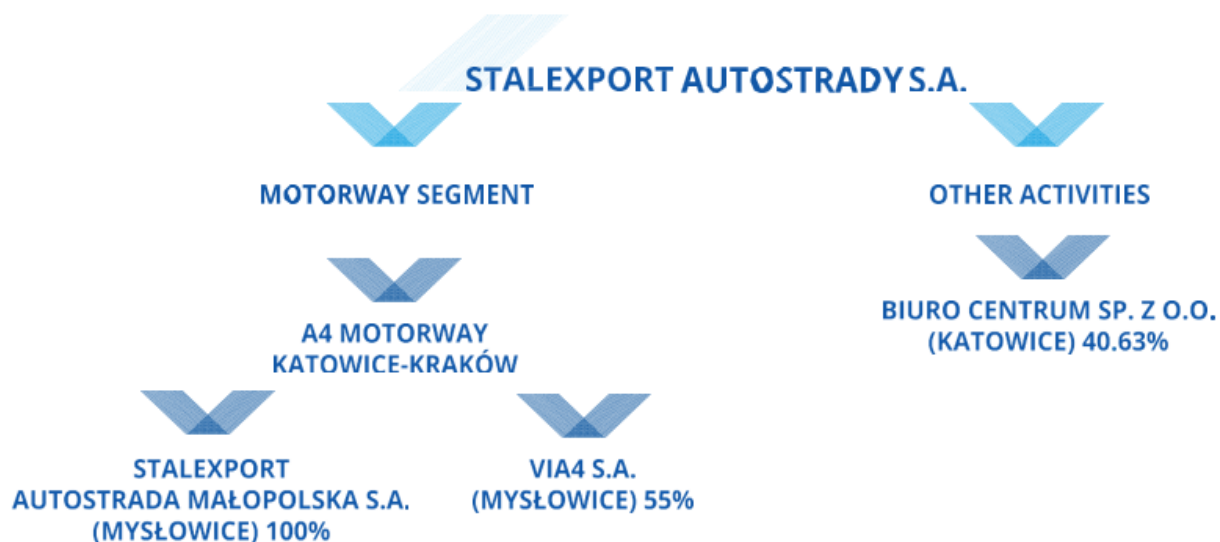 STALEXPORT AUTOSTRADY S.A.
MOTORWAY SEGMENT
OTHER ACTIVITIES
A4 MOTORWAY
KATOWICE-KRAKÓW
BIURO CENTRUM SP. Z O.O.
(KATOWICE) 40.63%
STALEXPORT
AUTOSTRADA MAŁOPOLSKA S.A.
(MYSŁOWICE) 100%
VIA4 S.A.
(MYSŁOWICE) 55%